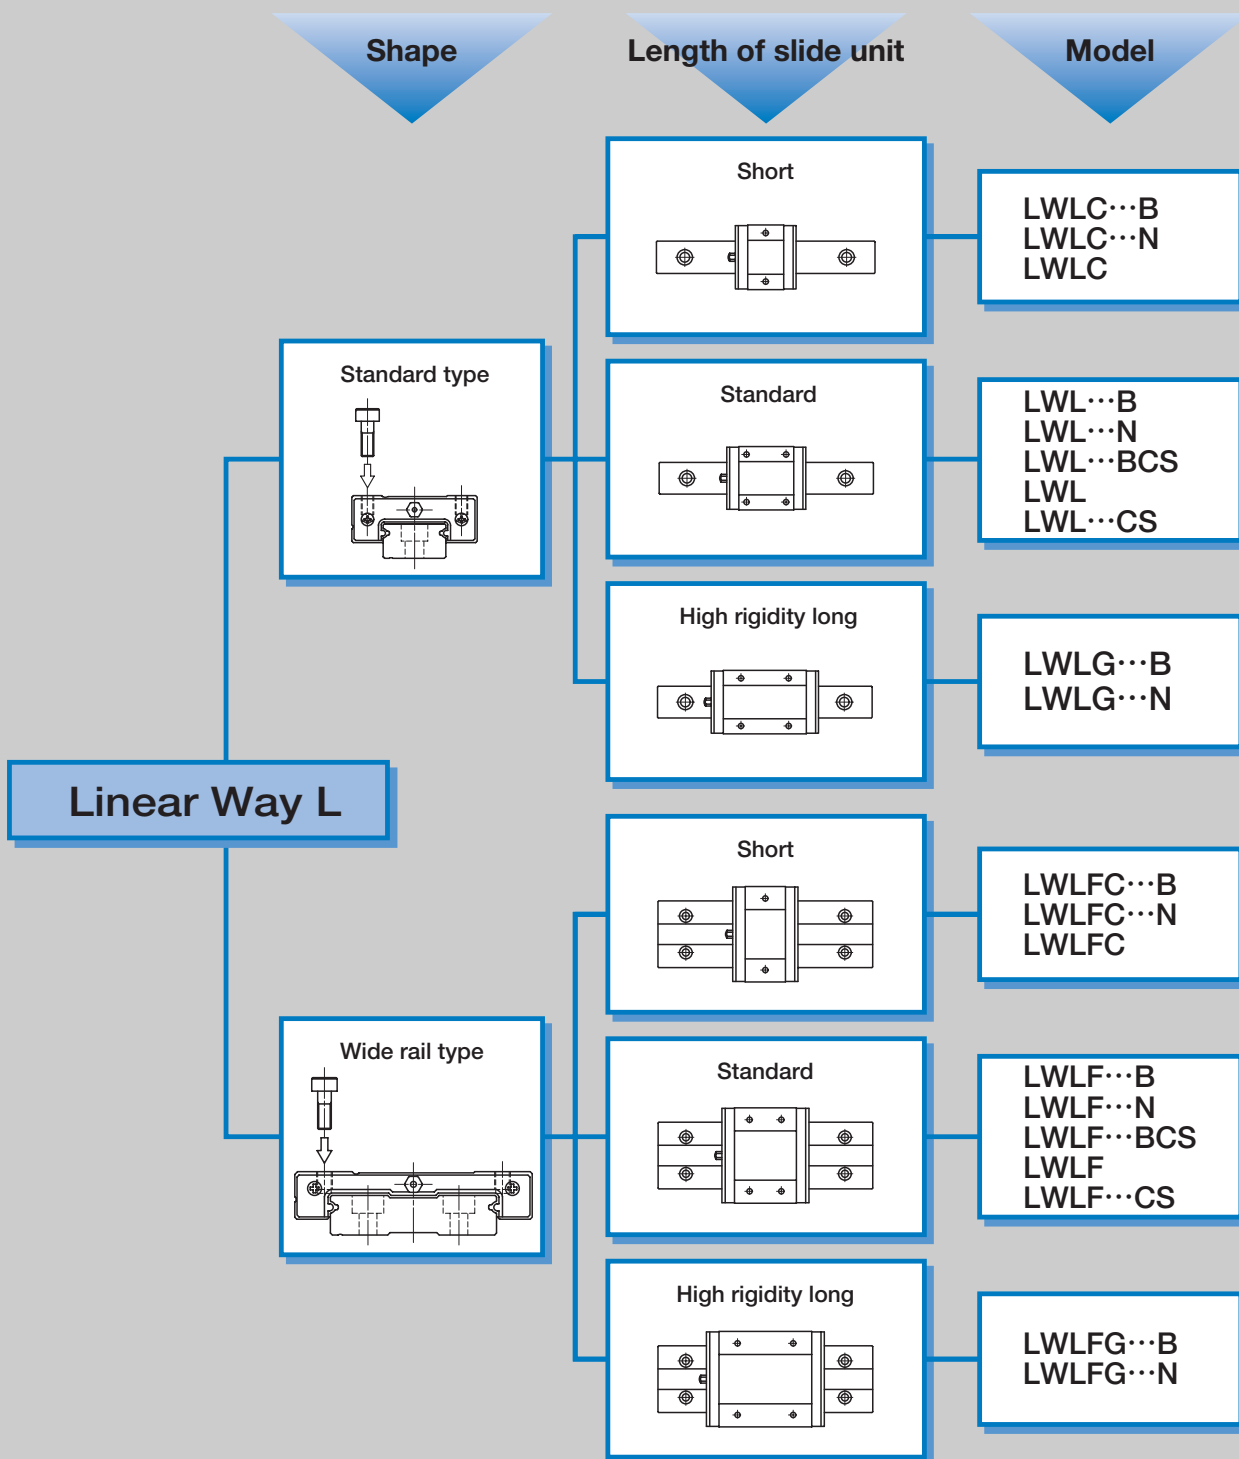 Shape
Length of slide unit
Model
Short
LWLC···B
LWLC···N
LWLC
Standard type
Standard
LWL···B
LWL···N
LWL···BCS
LWL
LWL···CS
High rigidity long
LWLG···B
LWLG···N
Linear Way L
Short
LWLFC···B
LWLFC···N
LWLFC
Wide rail type
Standard
LWLF···B
LWLF···N
LWLF···BCS
LWLF
LWLF···CS
High rigidity long
LWLFG···B
LWLFG···N